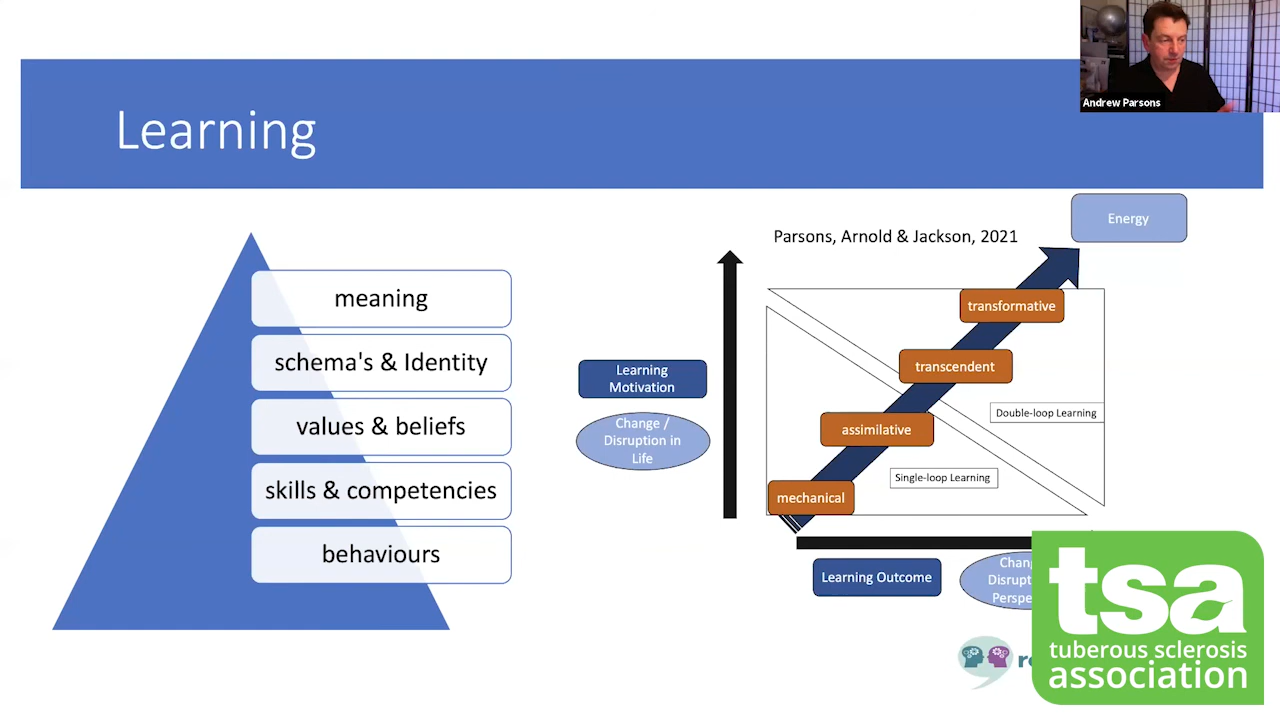 Andrew Parsons
Learning
meaning
schema's & Identity
values & beliefs
skills & competencies
behaviours
Parsons, Arnold & Jackson, 2021
Energy
transformative
transcendent
assimilative
mechanical
Double-loop Learning
Single-loop Learning
Learning
Motivation
Change /
Disruption in
Life
Learning Outcome
tsa
tuberous sclerosis
association